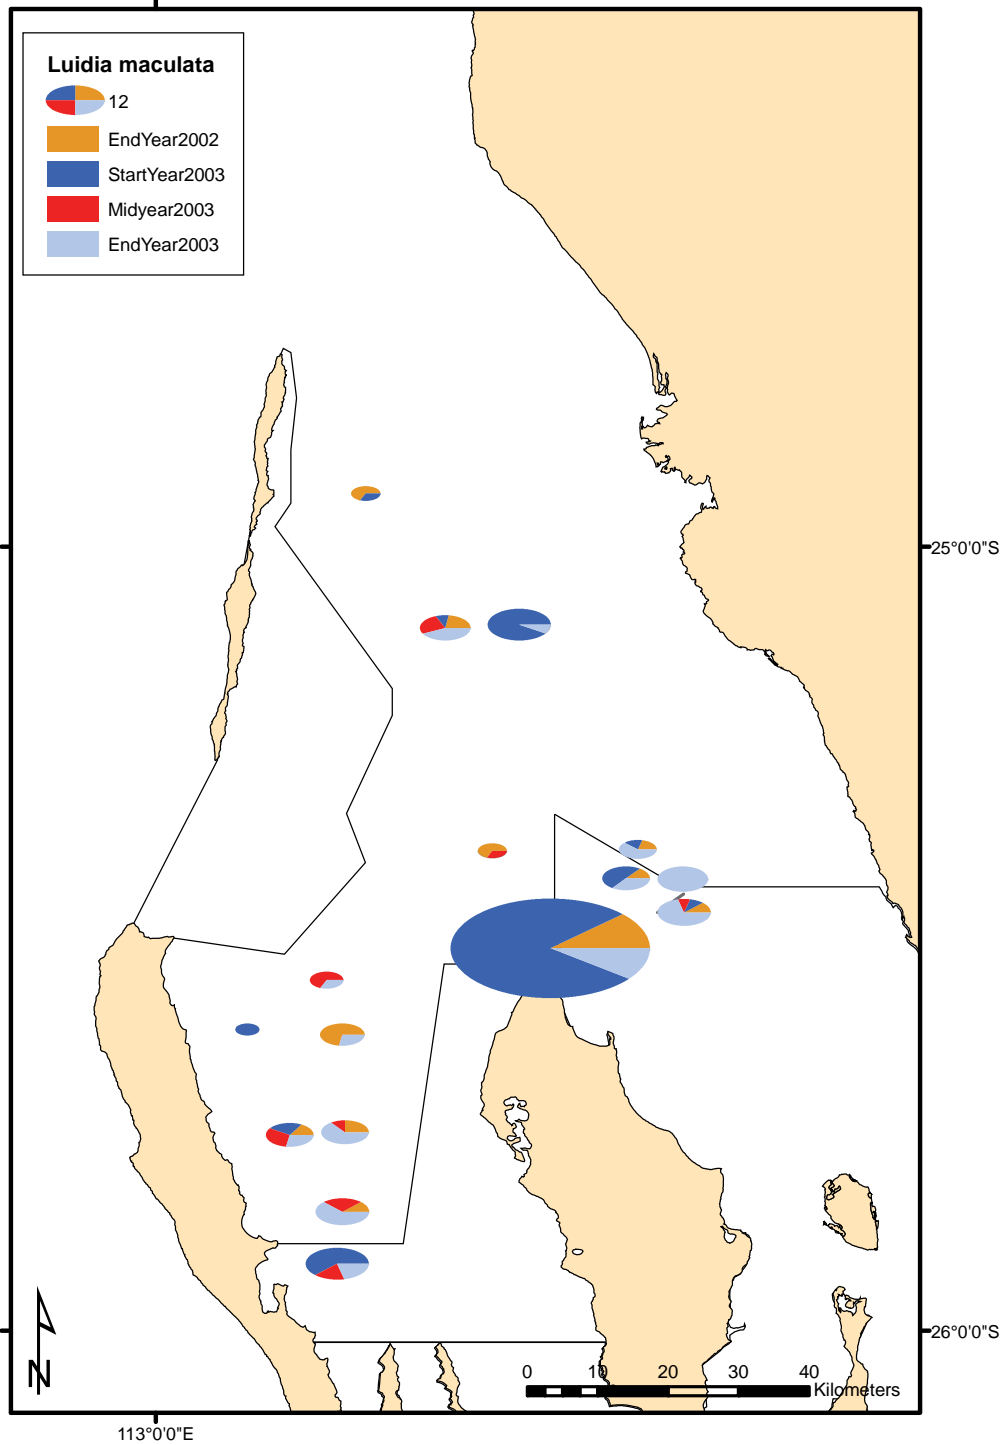 Luidia maculata
12
EndYear2002
StartYear2003
Midyear2003
EndYear2003
25°0'0"S
26°0'0"S
N
0 10 20 30 40
Kilometers
113°0'0"E